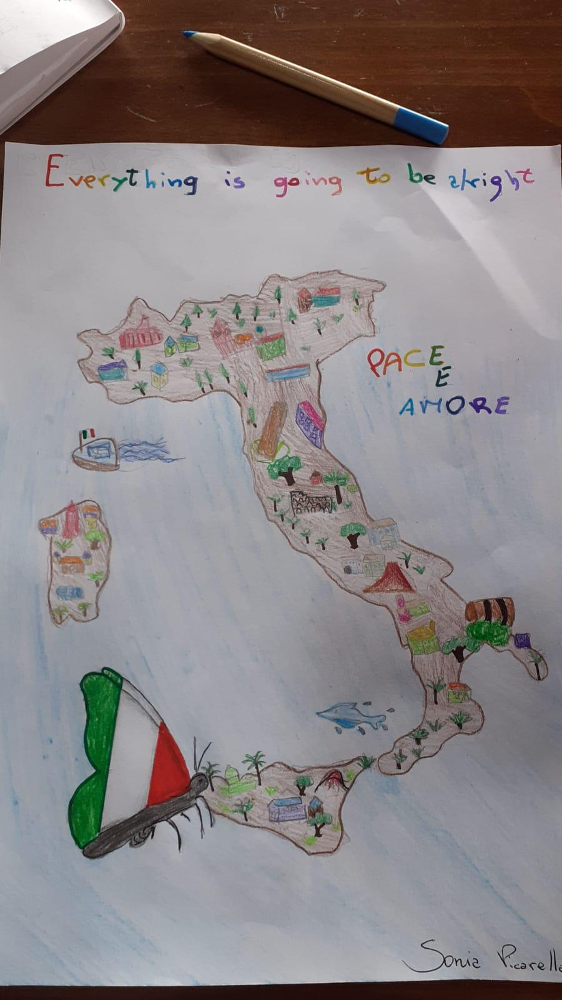 Everything is going to be alright
PACE
E
AMORE
Sonia Picarella